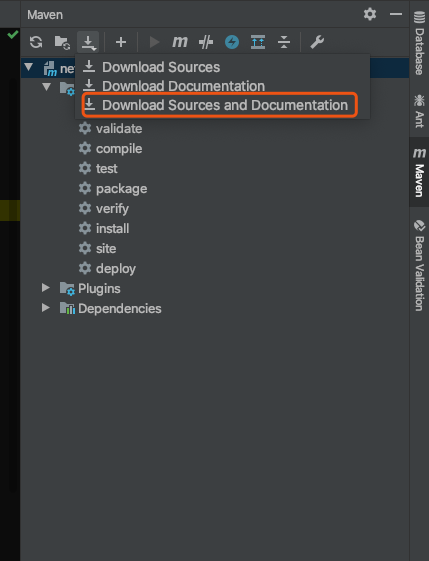 Maven
Download Sources
Download Documentation
Download Sources and Documentation
validate
compile
test
package
verify
install
site
deploy
Plugins
Dependencies
Database
Ant
Maven
Bean Validation